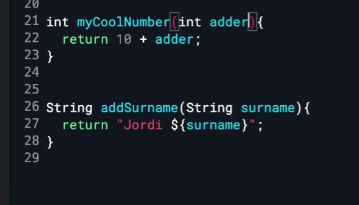 20
21 int myCoolNumber(int adder){
22   return 10 + adder;
23 }
24
25
26 String addSurname(String surname){
27   return "Jordi ${surname}";
28 }
29